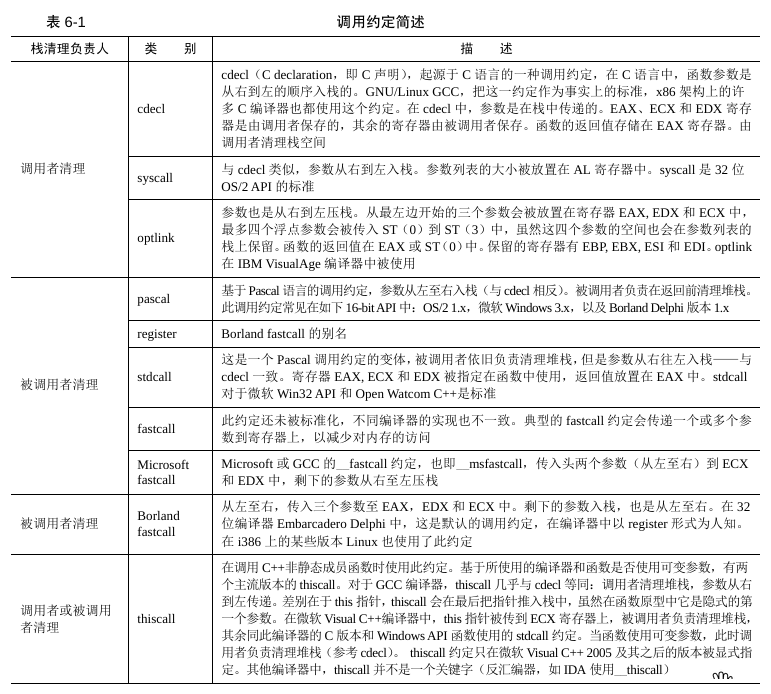 表 6-1 调用约定简述
栈清理负责人 类 别 描 述
调用者清理
cdecl
cdecl（C declaration，即 C 声明），起源于 C 语言的一种调用约定，在 C 语言中，函数参数是
从右到左的顺序入栈的。GNU/Linux GCC，把这一约定作为事实上的标准，x86 架构上的许
多 C 编译器也都使用这个约定。在 cdecl 中，参数是在栈中传递的。EAX、ECX 和 EDX 寄存
器是由调用者保存的，其余的寄存器由被调用者保存。函数的返回值存储在 EAX 寄存器。由
调用者清理栈空间
syscall
与 cdecl 类似，参数从右到左入栈。参数列表的大小被放置在 AL 寄存器中。syscall 是 32 位
OS/2 API 的标准
optlink
参数也是从右到左压栈。从最左边开始的三个参数会被放置在寄存器 EAX, EDX 和 ECX 中，
最多四个浮点参数会被传入 ST（0）到 ST（3）中，虽然这四个参数的空间也会在参数列表的
栈上保留。函数的返回值在 EAX 或 ST（0）中。保留的寄存器有 EBP, EBX, ESI 和 EDI。optlink
在 IBM VisualAge 编译器中被使用
被调用者清理
pascal
基于 Pascal 语言的调用约定，参数从左至右入栈（与 cdecl 相反）。被调用者负责在返回前清理堆栈。
此调用约定常见在如下 16-bit API 中：OS/2 1.x，微软 Windows 3.x，以及 Borland Delphi 版本 1.x
register
Borland fastcall 的别名
stdcall
这是一个 Pascal 调用约定的变体，被调用者依旧负责清理堆栈，但是参数从右往左入栈——与
cdecl 一致。寄存器 EAX, ECX 和 EDX 被指定在函数中使用，返回值放置在 EAX 中。stdcall
对于微软 Win32 API 和 Open Watcom C++是标准
fastcall
此约定还未被标准化，不同编译器的实现也不一致。典型的 fastcall 约定会传递一个或多个参
数到寄存器上，以减少对内存的访问
Microsoft
fastcall
Microsoft 或 GCC 的__fastcall 约定，也即__msfastcall，传入头两个参数（从左至右）到 ECX
和 EDX 中，剩下的参数从右至左压栈
被调用者清理
Borland
fastcall
从左至右，传入三个参数至 EAX，EDX 和 ECX 中。剩下的参数入栈，也是从左至右。在 32
位编译器 Embarcadero Delphi 中，这是默认的调用约定，在编译器中以 register 形式为人知。
在 i386 上的某些版本 Linux 也使用了此约定
调用者或被调用
者清理
thiscall
在调用 C++非静态成员函数时使用此约定。基于所使用的编译器和函数是否使用可变参数，有两
个主流版本的 thiscall。对于 GCC 编译器，thiscall 几乎与 cdecl 等同：调用者清理堆栈，参数从右
到左传递。差别在于 this 指针，thiscall 会在最后把指针推入栈中，虽然在函数原型中它是隐式的第
一个参数。在微软 Visual C++编译器中，this 指针被传到 ECX 寄存器上，被调用者负责清理堆栈，
其余同此编译器的 C 版本和 Windows API 函数使用的 stdcall 约定。当函数使用可变参数，此时调
用者负责清理堆栈（参考 cdecl）。 thiscall 约定只在微软 Visual C++ 2005 及其之后的版本被显式指
定。其他编译器中，thiscall 并不是一个关键字（反汇编器，如 IDA 使用__thiscall）